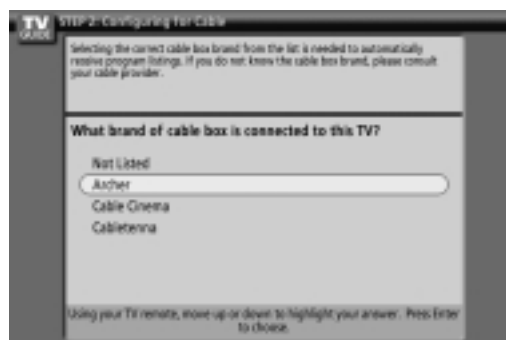 TV GUIDE
STEP 2: Configuring for Cable
Selecting the correct cable box brand from the list is needed to automatically
receive program listings. If you do not know the cable box brand, please consult
your cable provider.
What brand of cable box is connected to this TV?
Not Listed
Archer
Cable Cinema
Cabletenna
Using your TV remote, move up or down to highlight your answer. Press Enter
to choose.